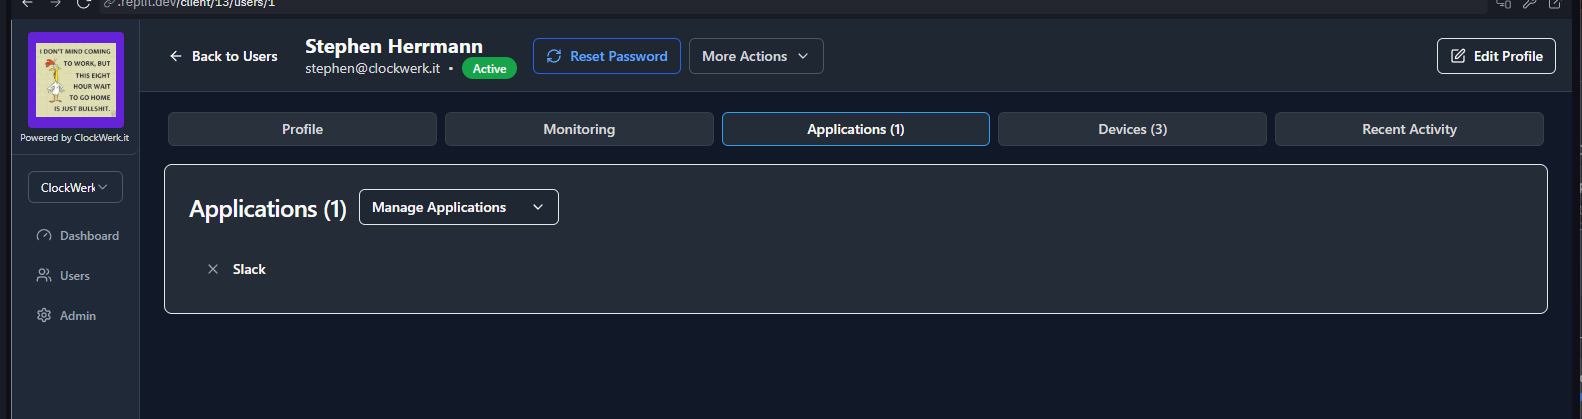 .replit.dev/client/13/users/1
I DON'T MIND COMING
TO WORK, BUT
THIS EIGHT
HOUR WAIT
TO GO HOME
IS JUST BULLSHIT.
Powered by ClockWerk.it
ClockWerk
Dashboard
Users
Admin
Back to Users
Stephen Herrmann
stephen@clockwerk.it • Active
Reset Password
More Actions
Edit Profile
Profile
Monitoring
Applications (1)
Devices (3)
Recent Activity
Applications (1)
Manage Applications
Slack